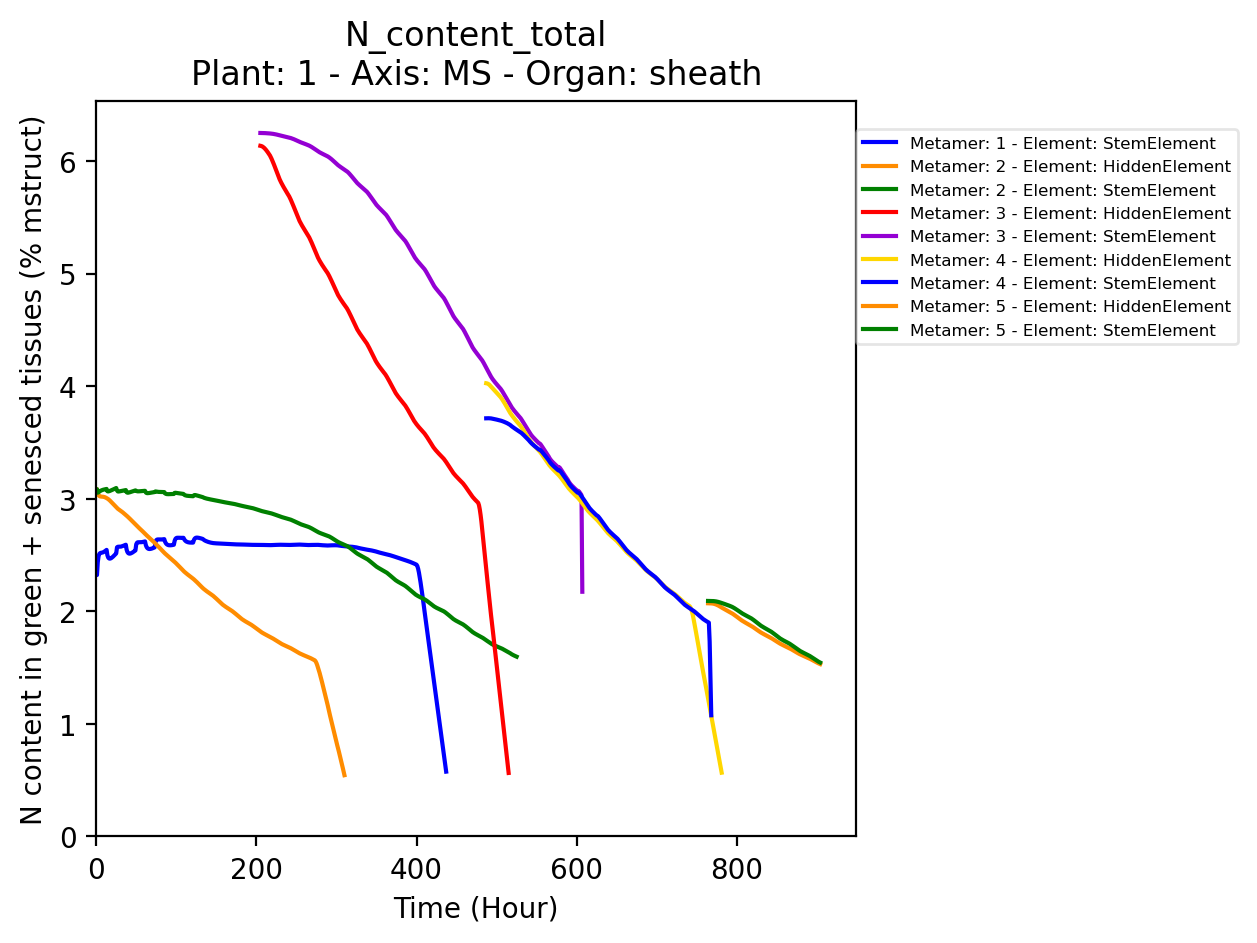 N_content_total
Plant: 1 - Axis: MS - Organ: sheath
N content in green + senesced tissues (% mstruct)
6
5
4
3
2
1
0
0 200 400 600 800
Time (Hour)
Metamer: 1 - Element: StemElement
Metamer: 2 - Element: HiddenElement
Metamer: 2 - Element: StemElement
Metamer: 3 - Element: HiddenElement
Metamer: 3 - Element: StemElement
Metamer: 4 - Element: HiddenElement
Metamer: 4 - Element: StemElement
Metamer: 5 - Element: HiddenElement
Metamer: 5 - Element: StemElement